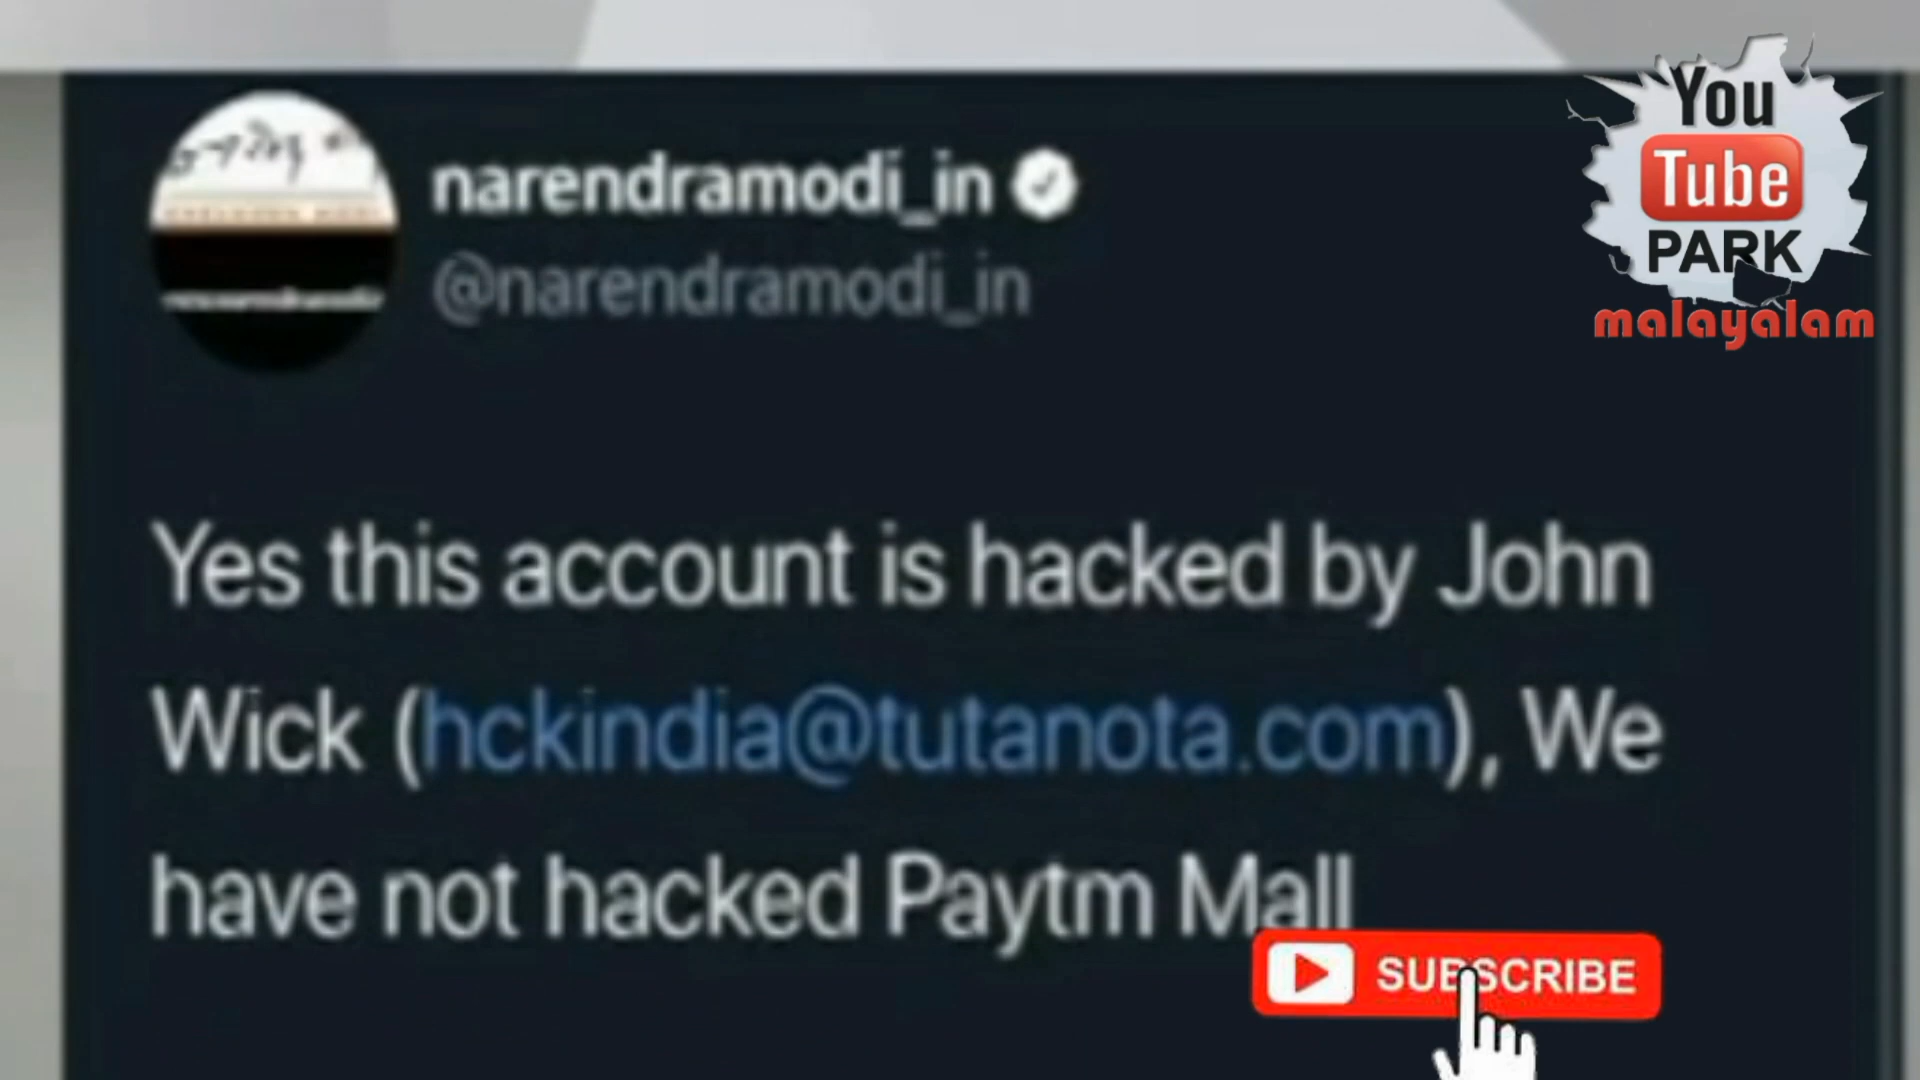 narendramodi_in
@narendramodi_in
Yes this account is hacked by John
Wick (hckindia@tutanota.com), We
have not hacked Paytm Mall
You
Tube
PARK
malayalam
SUBSCRIBE